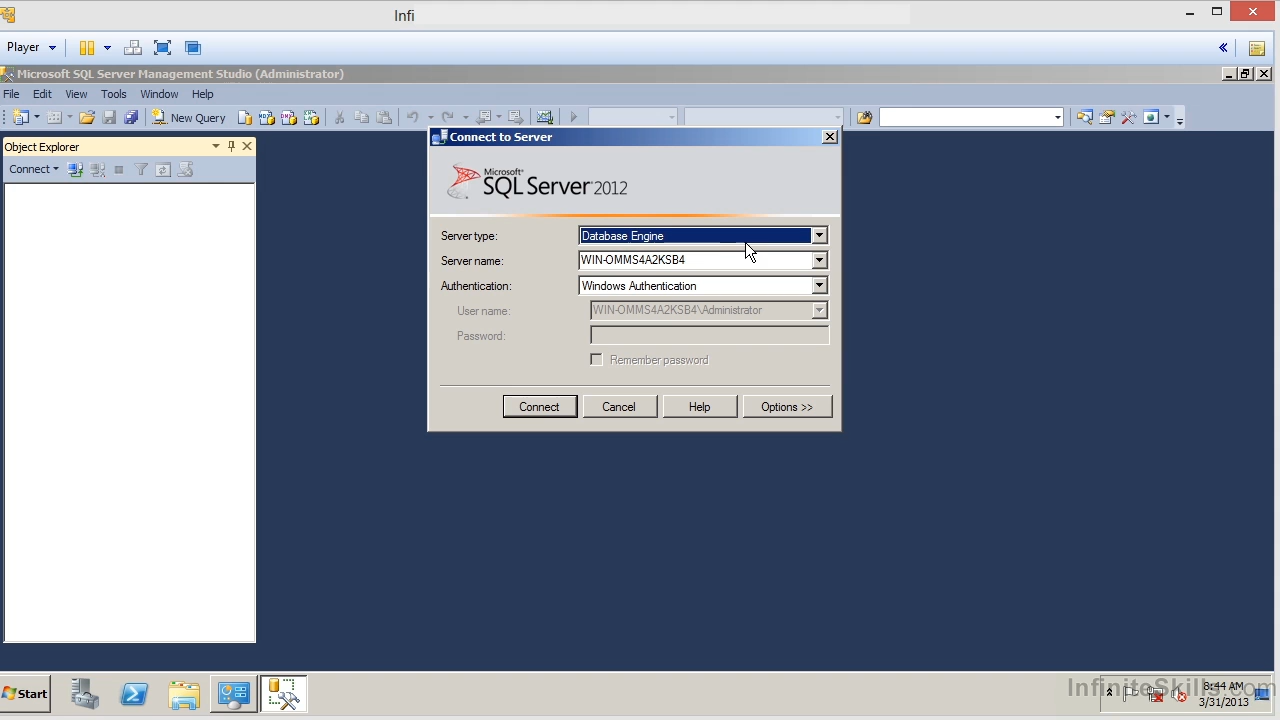 Infi
Player
Microsoft SQL Server Management Studio (Administrator)
File Edit View Tools Window Help
New Query
Object Explorer
Connect
Connect to Server
Microsoft®
SQL Server® 2012
Server type: Database Engine
Server name: WIN-OMMS4A2KSB4
Authentication: Windows Authentication
User name: WIN-OMMS4A2KSB4\Administrator
Password:
Remember password
Connect Cancel Help Options >>
Start
InfiniteSkills.com
8:44 AM
3/31/2013